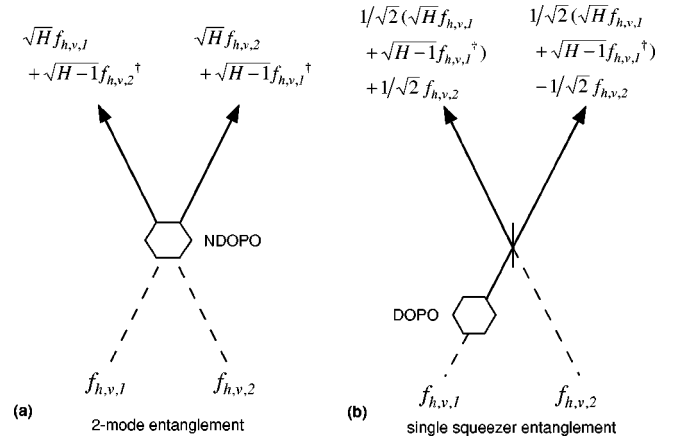 √H f_{h,v,1}
+ √H−1 f_{h,v,2}†
√H f_{h,v,2}
+ √H−1 f_{h,v,1}†
NDOPO
f_{h,v,1}
f_{h,v,2}
(a)
2-mode entanglement
1/√2 (√H f_{h,v,1}
+ √H−1 f_{h,v,1}†)
+ 1/√2 f_{h,v,2}
1/√2 (√H f_{h,v,1}
+ √H−1 f_{h,v,1}†)
− 1/√2 f_{h,v,2}
DOPO
f_{h,v,1}
f_{h,v,2}
(b)
single squeezer entanglement